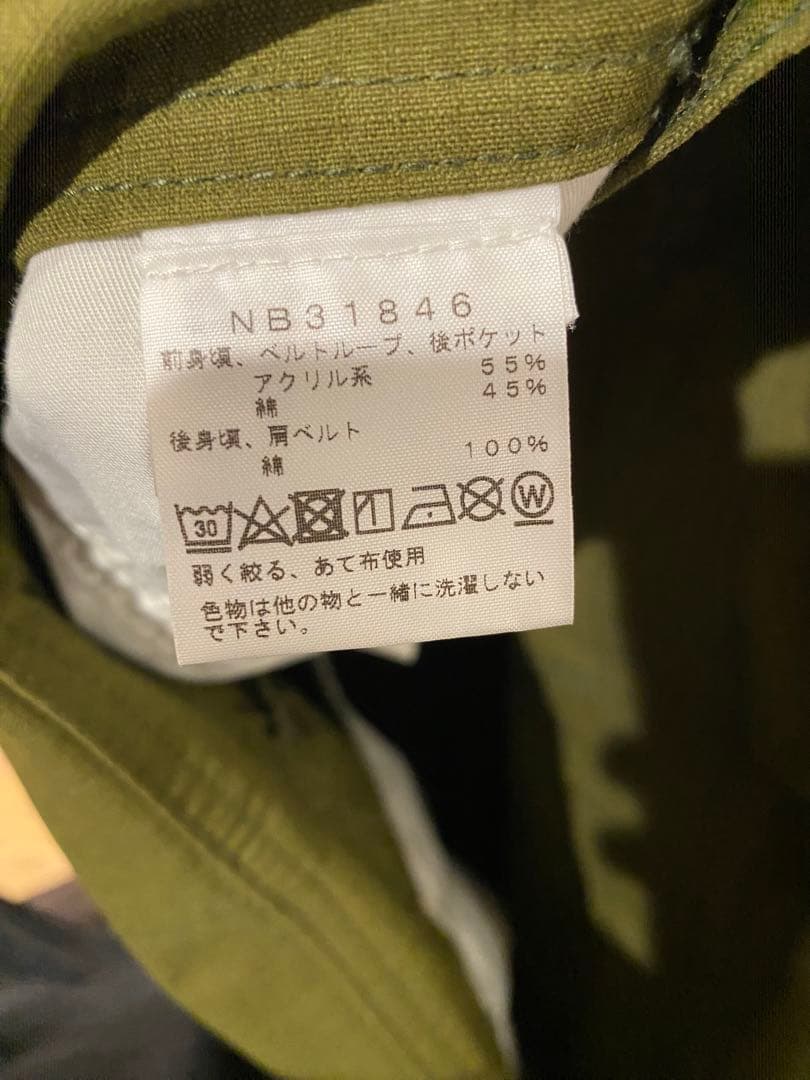 NB31846
前身頃、ベルトループ、後ポケット
アクリル系 55%
綿 45%
後身頃、肩ベルト
綿 100%
30 W
弱く絞る、あて布使用
色物は他の物と一緒に洗濯しない
で下さい。